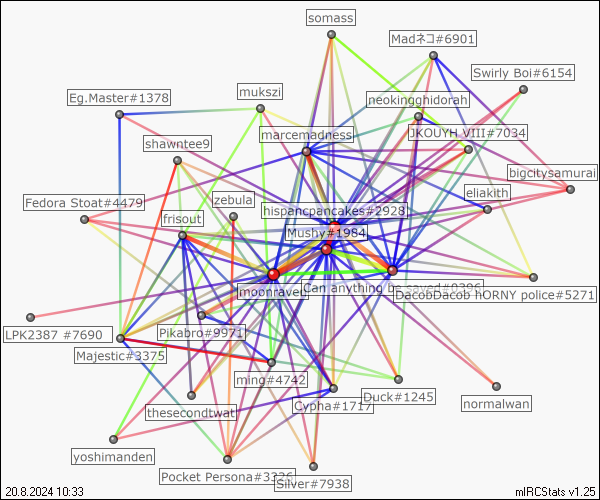 somass
Madネコ#6901
Swirly Boi#6154
Eg.Master#1378
mukszi
neokingghidorah
marcemadness
JKOUYH VIII#7034
shawntee9
bigcitysamurai
zebula
eliakith
Fedora Stoat#4479
hispancpancakes#2928
frisout
Mushy#1984
moonraven
Can anything be saved#0396
DacobDacob hORNY police#5271
LPK2387 #7690
Pikabro#9971
Majestic#3375
ming#4742
Duck#1245
normalwan
thesecondtwat
Cypha#1717
yoshimanden
Pocket Persona#3326
Silver#7938
20.8.2024 10:33
mIRCStats v1.25